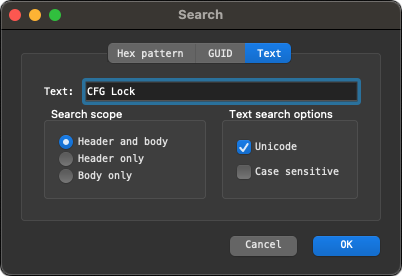 Search
Hex pattern GUID Text
Text: CFG Lock
Search scope
Header and body
Header only
Body only
Text search options
Unicode
Case sensitive
Cancel OK